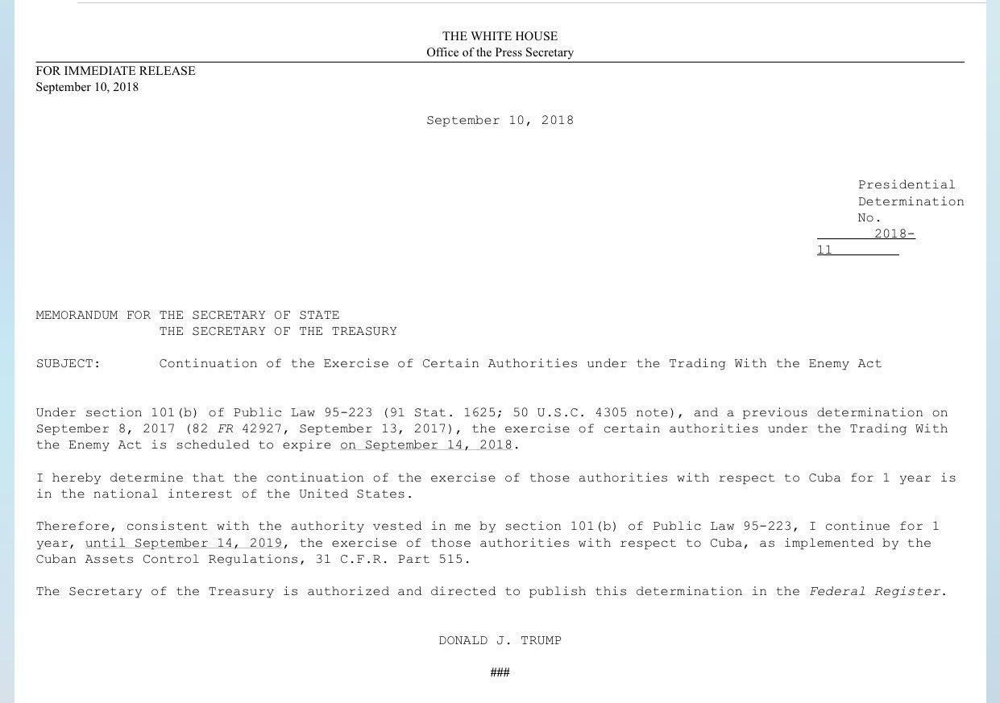 THE WHITE HOUSE
Office of the Press Secretary
FOR IMMEDIATE RELEASE
September 10, 2018
September 10, 2018
Presidential
Determination
No.
2018-
11
MEMORANDUM FOR THE SECRETARY OF STATE
THE SECRETARY OF THE TREASURY
SUBJECT: Continuation of the Exercise of Certain Authorities under the Trading With the Enemy Act
Under section 101(b) of Public Law 95-223 (91 Stat. 1625; 50 U.S.C. 4305 note), and a previous determination on
September 8, 2017 (82 FR 42927, September 13, 2017), the exercise of certain authorities under the Trading With
the Enemy Act is scheduled to expire on September 14, 2018.
I hereby determine that the continuation of the exercise of those authorities with respect to Cuba for 1 year is
in the national interest of the United States.
Therefore, consistent with the authority vested in me by section 101(b) of Public Law 95-223, I continue for 1
year, until September 14, 2019, the exercise of those authorities with respect to Cuba, as implemented by the
Cuban Assets Control Regulations, 31 C.F.R. Part 515.
The Secretary of the Treasury is authorized and directed to publish this determination in the Federal Register.
DONALD J. TRUMP
###